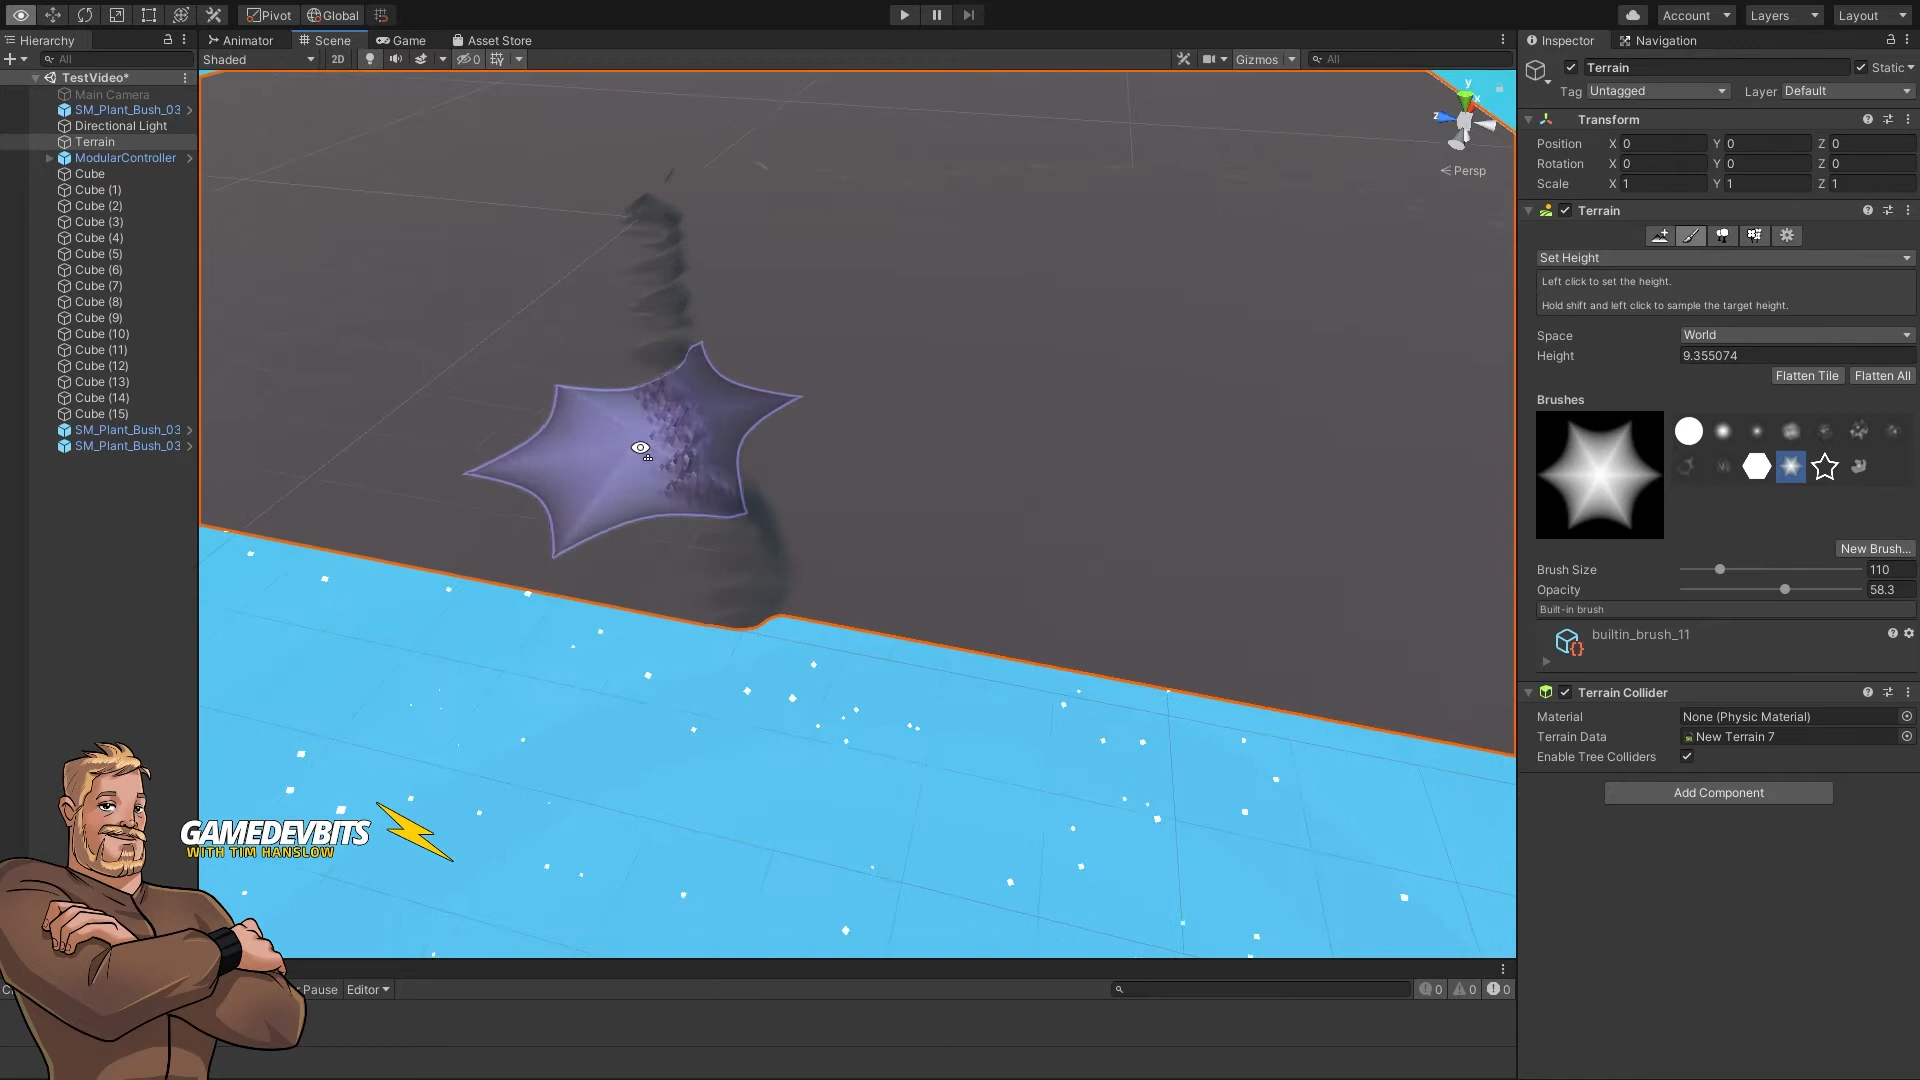 Pivot Global Account Layers Layout
Hierarchy Animator Scene Game Asset Store Inspector Navigation
All Shaded 2D 0 Gizmos All
TestVideo*
Main Camera
SM_Plant_Bush_03
Directional Light
Terrain
ModularController
Cube
Cube (1)
Cube (2)
Cube (3)
Cube (4)
Cube (5)
Cube (6)
Cube (7)
Cube (8)
Cube (9)
Cube (10)
Cube (11)
Cube (12)
Cube (13)
Cube (14)
Cube (15)
SM_Plant_Bush_03
SM_Plant_Bush_03
y
x
z
Persp
Terrain Static
Tag Untagged Layer Default
Transform
Position X 0 Y 0 Z 0
Rotation X 0 Y 0 Z 0
Scale X 1 Y 1 Z 1
Terrain
Set Height
Left click to set the height.
Hold shift and left click to sample the target height.
Space World
Height 9.355074
Flatten Tile Flatten All
Brushes
New Brush...
Brush Size 110
Opacity 58.3
Built-in brush
builtin_brush_11
Terrain Collider
Material None (Physic Material)
Terrain Data New Terrain 7
Enable Tree Colliders
Add Component
GAMEDEVBITS
WITH TIM HANSLOW
Pause Editor 0 0 0